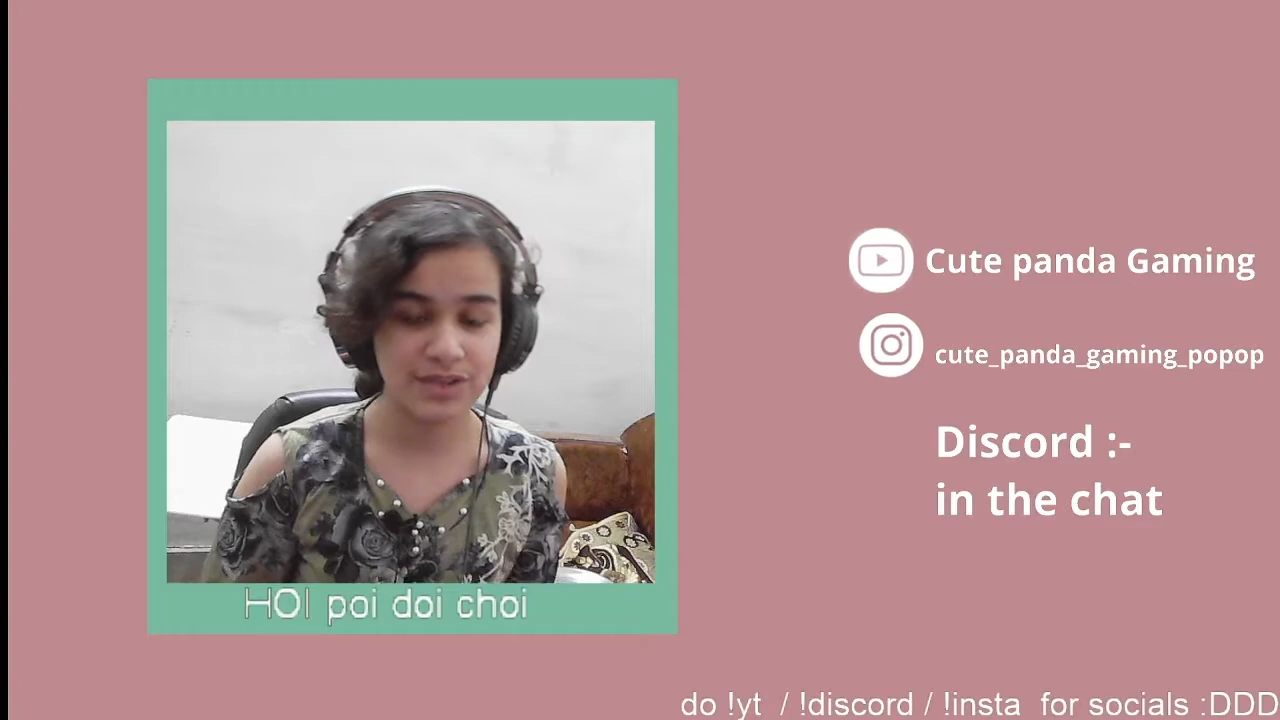 Cute panda Gaming
cute_panda_gaming_popop
Discord :-
in the chat
HOI poi doi choi
do !yt / !discord / !insta for socials :DDD